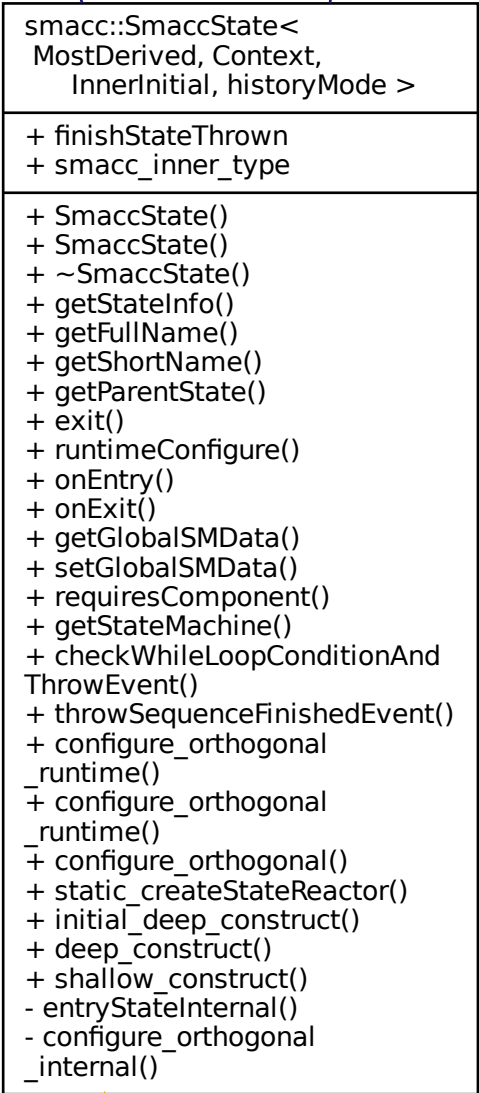 smacc::SmaccState<
MostDerived, Context,
InnerInitial, historyMode >
+ finishStateThrown
+ smacc_inner_type
+ SmaccState()
+ SmaccState()
+ ~SmaccState()
+ getStateInfo()
+ getFullName()
+ getShortName()
+ getParentState()
+ exit()
+ runtimeConfigure()
+ onEntry()
+ onExit()
+ getGlobalSMData()
+ setGlobalSMData()
+ requiresComponent()
+ getStateMachine()
+ checkWhileLoopConditionAnd
ThrowEvent()
+ throwSequenceFinishedEvent()
+ configure_orthogonal
_runtime()
+ configure_orthogonal
_runtime()
+ configure_orthogonal()
+ static_createStateReactor()
+ initial_deep_construct()
+ deep_construct()
+ shallow_construct()
- entryStateInternal()
- configure_orthogonal
_internal()